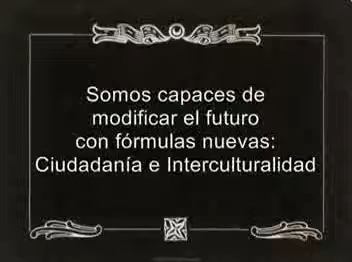 Somos capaces de
modificar el futuro
con fórmulas nuevas:
Ciudadanía e Interculturalidad